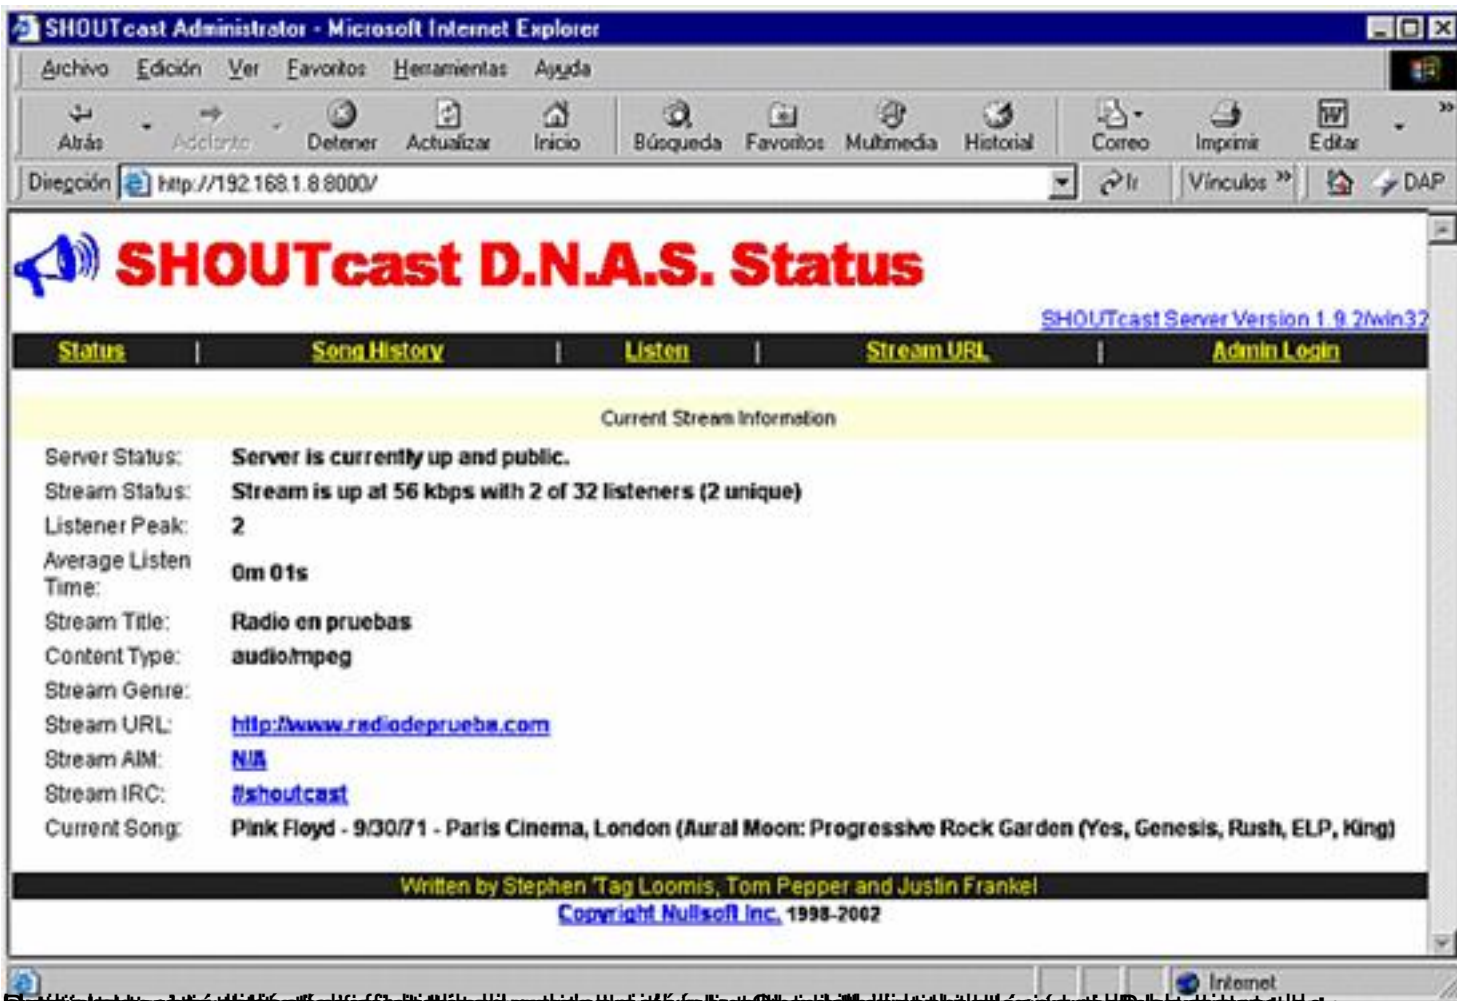 SHOUTcast Administrator - Microsoft Internet Explorer
Archivo Edición Ver Favoritos Herramientas Ayuda
Atrás Adelante Detener Actualizar Inicio Búsqueda Favoritos Multimedia Historial Correo Imprimir Editar
Dirección http://192.168.1.8:8000/ Ir Vínculos » DAP
SHOUTcast D.N.A.S. Status
SHOUTcast Server Version 1.9.2/win32
Status | Song History | Listen | Stream URL | Admin Login
Current Stream Information
Server Status: Server is currently up and public.
Stream Status: Stream is up at 56 kbps with 2 of 32 listeners (2 unique)
Listener Peak: 2
Average Listen Time: 0m 01s
Stream Title: Radio en pruebas
Content Type: audio/mpeg
Stream Genre:
Stream URL: http://www.radiodeprueba.com
Stream AIM: N/A
Stream IRC: #shoutcast
Current Song: Pink Floyd - 9/30/71 - Paris Cinema, London (Aural Moon: Progressive Rock Garden (Yes, Genesis, Rush, ELP, King)
Written by Stephen 'Tag Loomis, Tom Pepper and Justin Frankel
Copyright Nullsoft Inc. 1998-2002
Internet